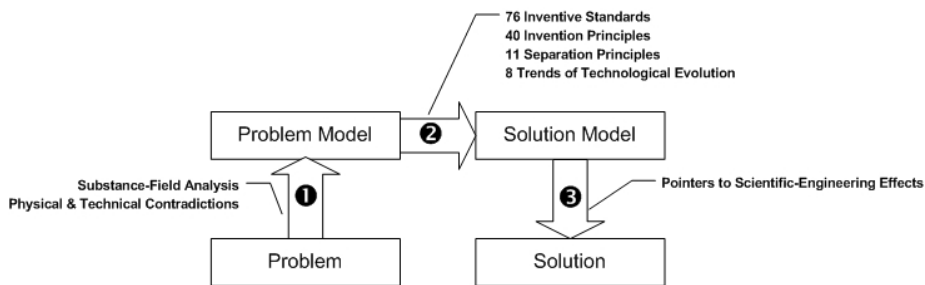 76 Inventive Standards
40 Invention Principles
11 Separation Principles
8 Trends of Technological Evolution
Problem Model
2
Solution Model
Substance-Field Analysis
Physical & Technical Contradictions
1
3
Pointers to Scientific-Engineering Effects
Problem
Solution